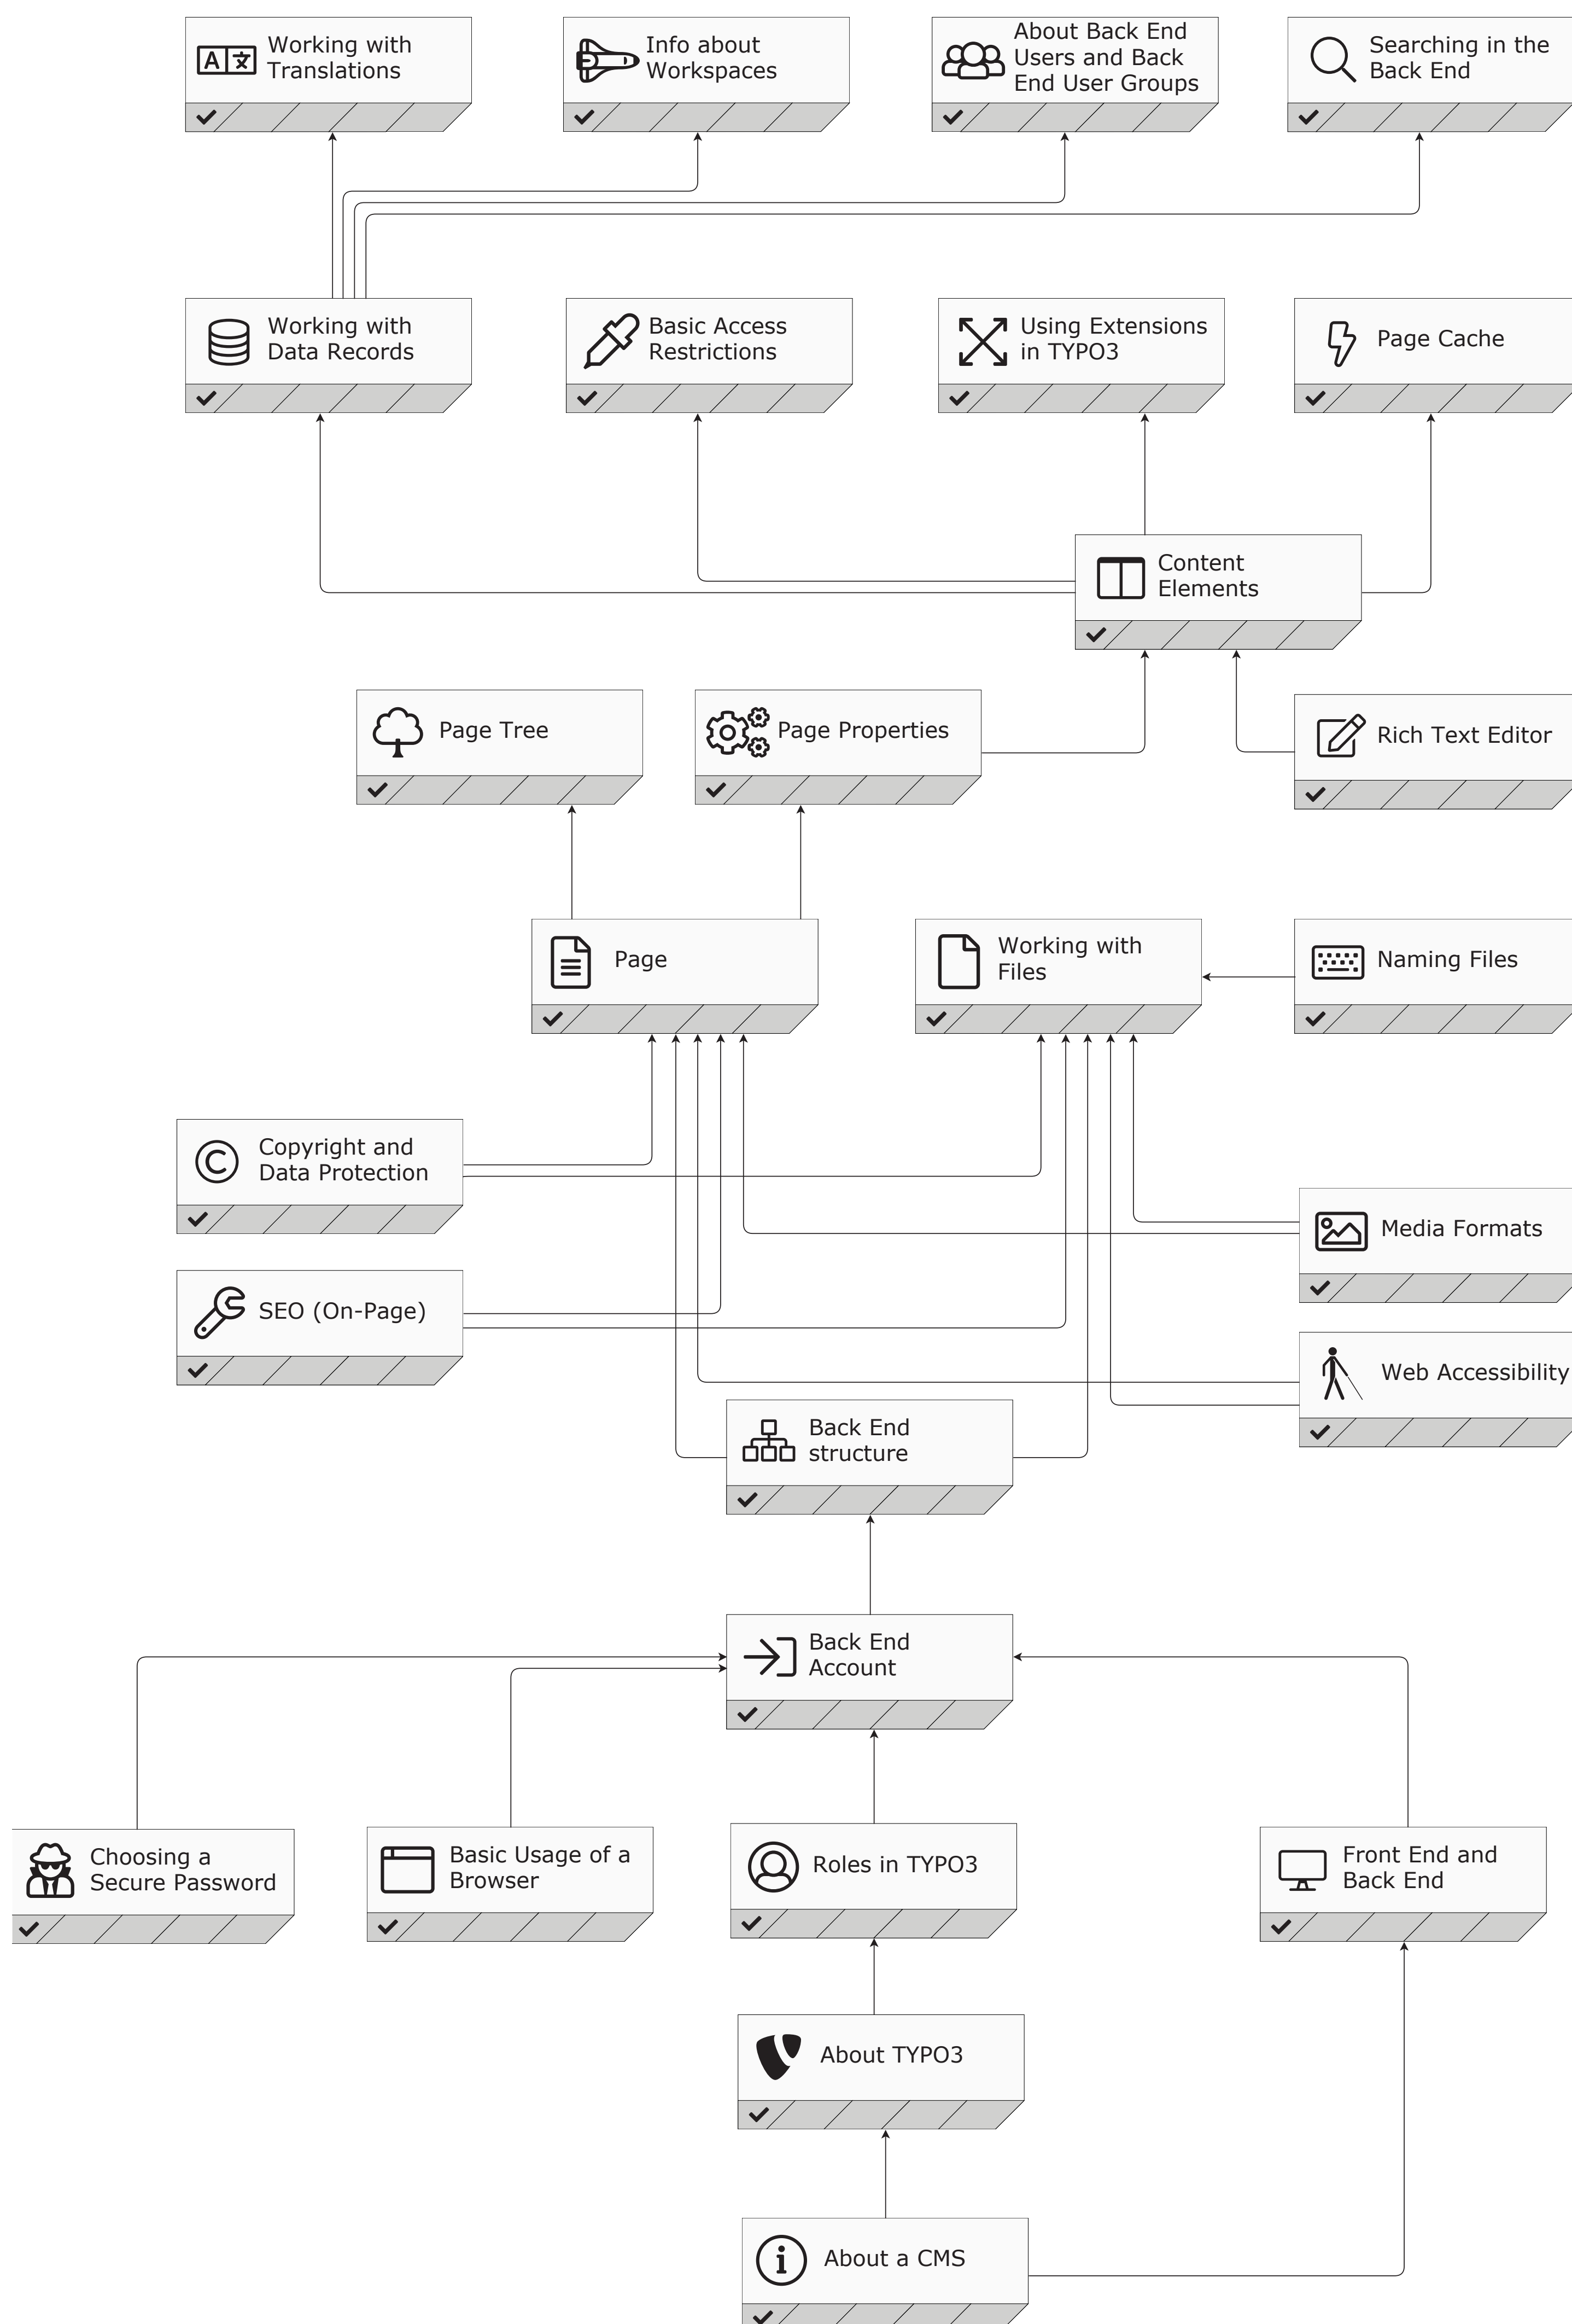 A 文
Working with
Translations
Info about
Workspaces
About Back End
Users and Back
End User Groups
Searching in the
Back End
Working with
Data Records
Basic Access
Restrictions
Using Extensions
in TYPO3
Page Cache
Content
Elements
Page Tree
Page Properties
Rich Text Editor
Page
Working with
Files
Naming Files
Copyright and
Data Protection
Media Formats
SEO (On-Page)
Web Accessibility
Back End
structure
Back End
Account
Choosing a
Secure Password
Basic Usage of a
Browser
Roles in TYPO3
Front End and
Back End
About TYPO3
About a CMS